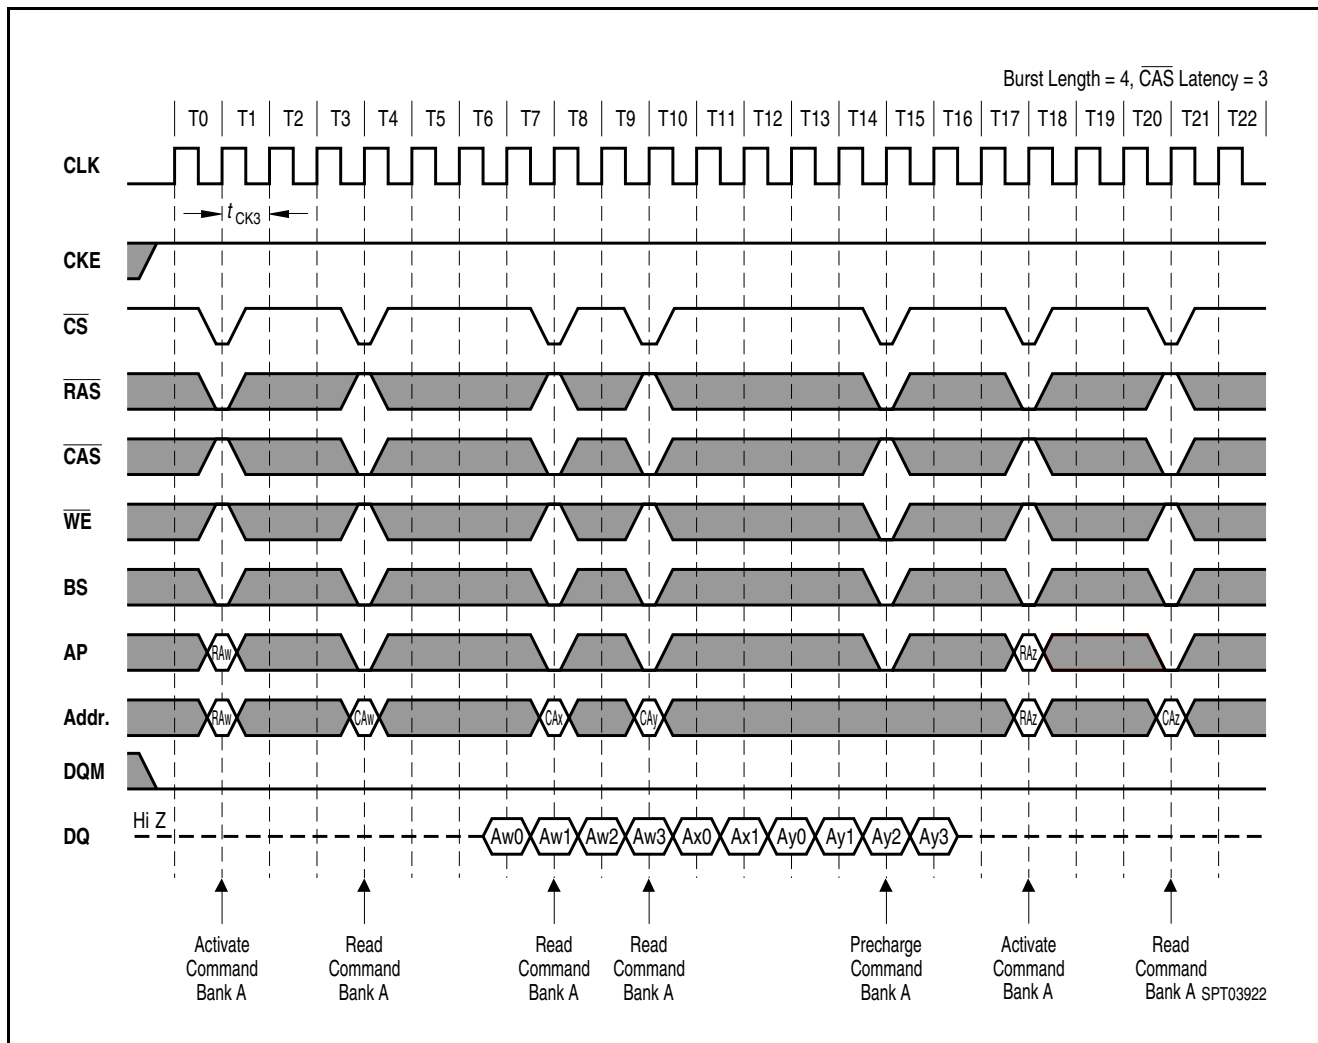 Burst Length = 4, CAS Latency = 3
T0 T1 T2 T3 T4 T5 T6 T7 T8 T9 T10 T11 T12 T13 T14 T15 T16 T17 T18 T19 T20 T21 T22
CLK
t CK3
CKE
CS
RAS
CAS
WE
BS
AP RAw RAz
Addr. RAw CAw CAx CAy RAz CAz
DQM
Hi Z
DQ Aw0 Aw1 Aw2 Aw3 Ax0 Ax1 Ay0 Ay1 Ay2 Ay3
Activate Read Read Read Precharge Activate Read
Command Command Command Command Command Command Command
Bank A Bank A Bank A Bank A Bank A Bank A Bank A SPT03922